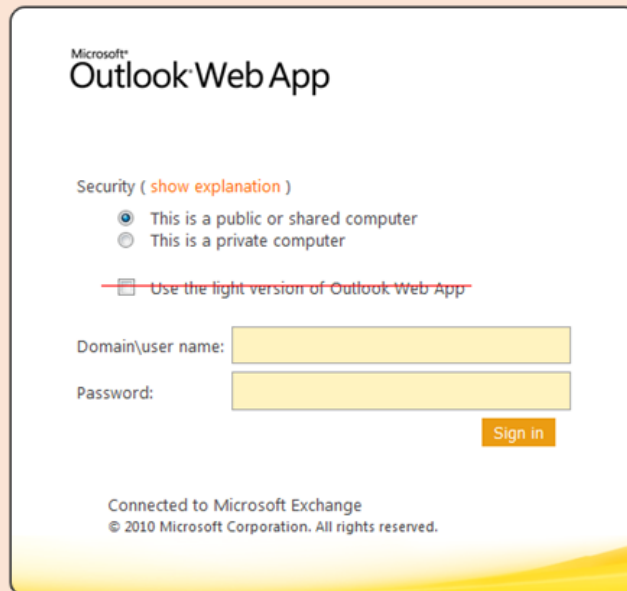 Microsoft®
Outlook® Web App
Security ( show explanation )
This is a public or shared computer
This is a private computer
Use the light version of Outlook Web App
Domain\user name:
Password:
Sign in
Connected to Microsoft Exchange
© 2010 Microsoft Corporation. All rights reserved.